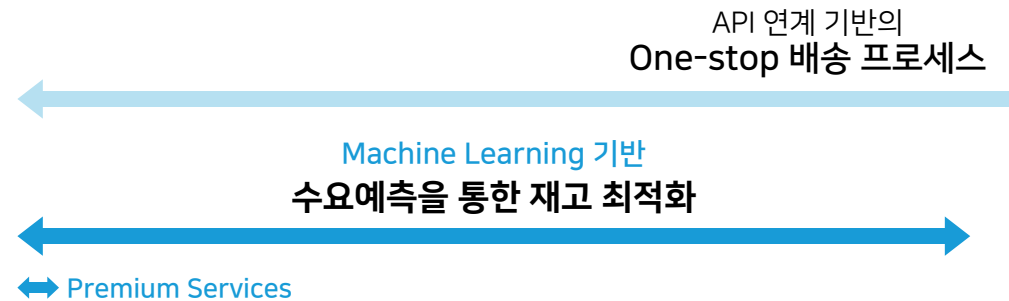 API 연계 기반의
One-stop 배송 프로세스
Machine Learning 기반
수요예측을 통한 재고 최적화
Premium Services